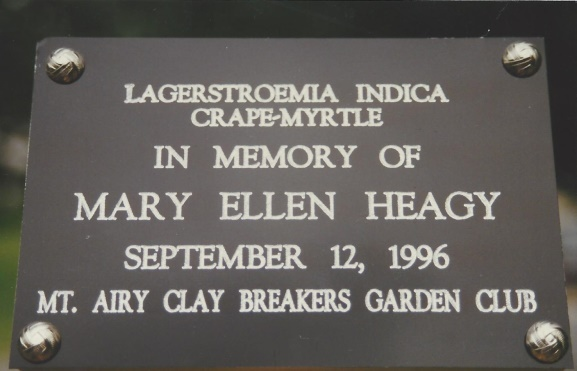 LAGERSTROEMIA INDICA
CRAPE-MYRTLE
IN MEMORY OF
MARY ELLEN HEAGY
SEPTEMBER 12, 1996
MT. AIRY CLAY BREAKERS GARDEN CLUB